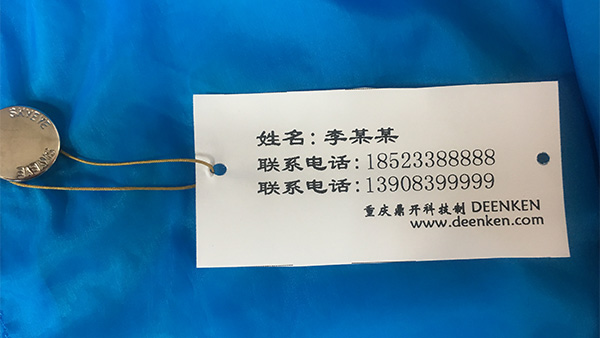 姓名:李某某
联系电话:18523388888
联系电话:13908399999
重庆鼎开科技制 DEENKEN
www.deenken.com